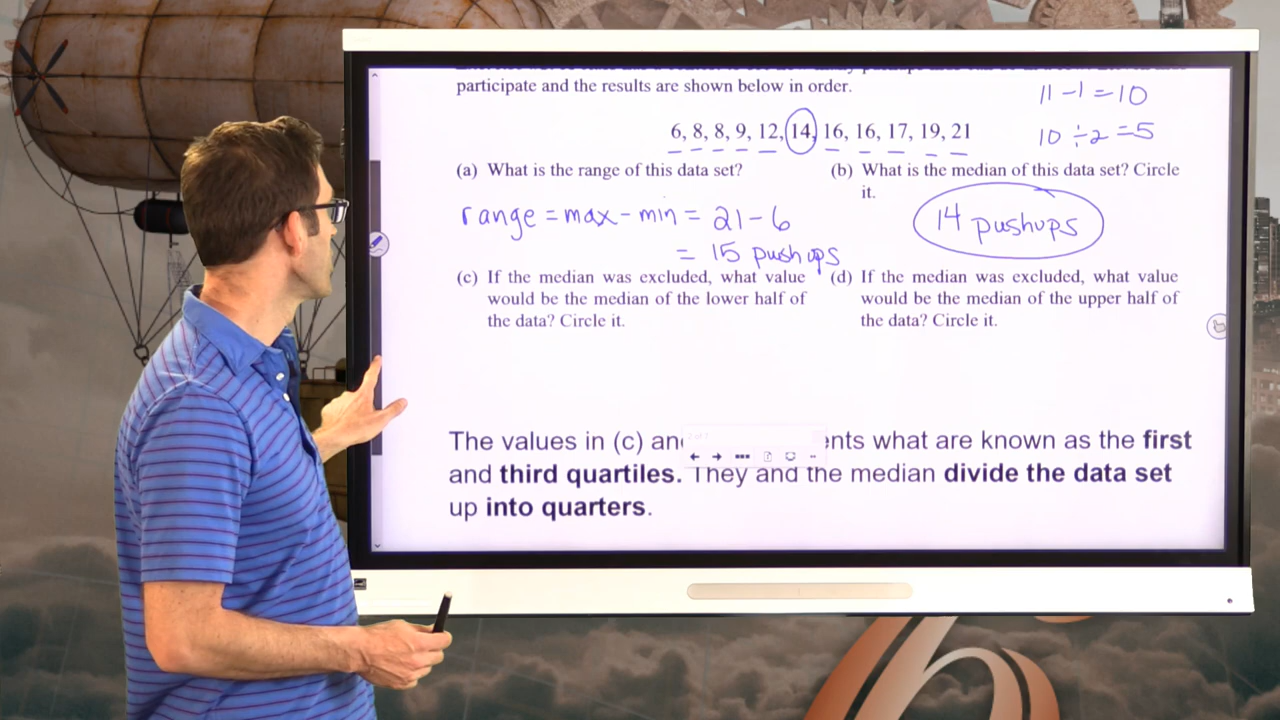 participate and the results are shown below in order.
11 - 1 = 10
6, 8, 8, 9, 12, 14, 16, 16, 17, 19, 21
10 ÷ 2 = 5
(a) What is the range of this data set?
(b) What is the median of this data set? Circle
it.
range = max - min = 21 - 6
= 15 pushups
14 pushups
(c) If the median was excluded, what value
would be the median of the lower half of
the data? Circle it.
(d) If the median was excluded, what value
would be the median of the upper half of
the data? Circle it.
The values in (c) an ents what are known as the first
and third quartiles. They and the median divide the data set
up into quarters.